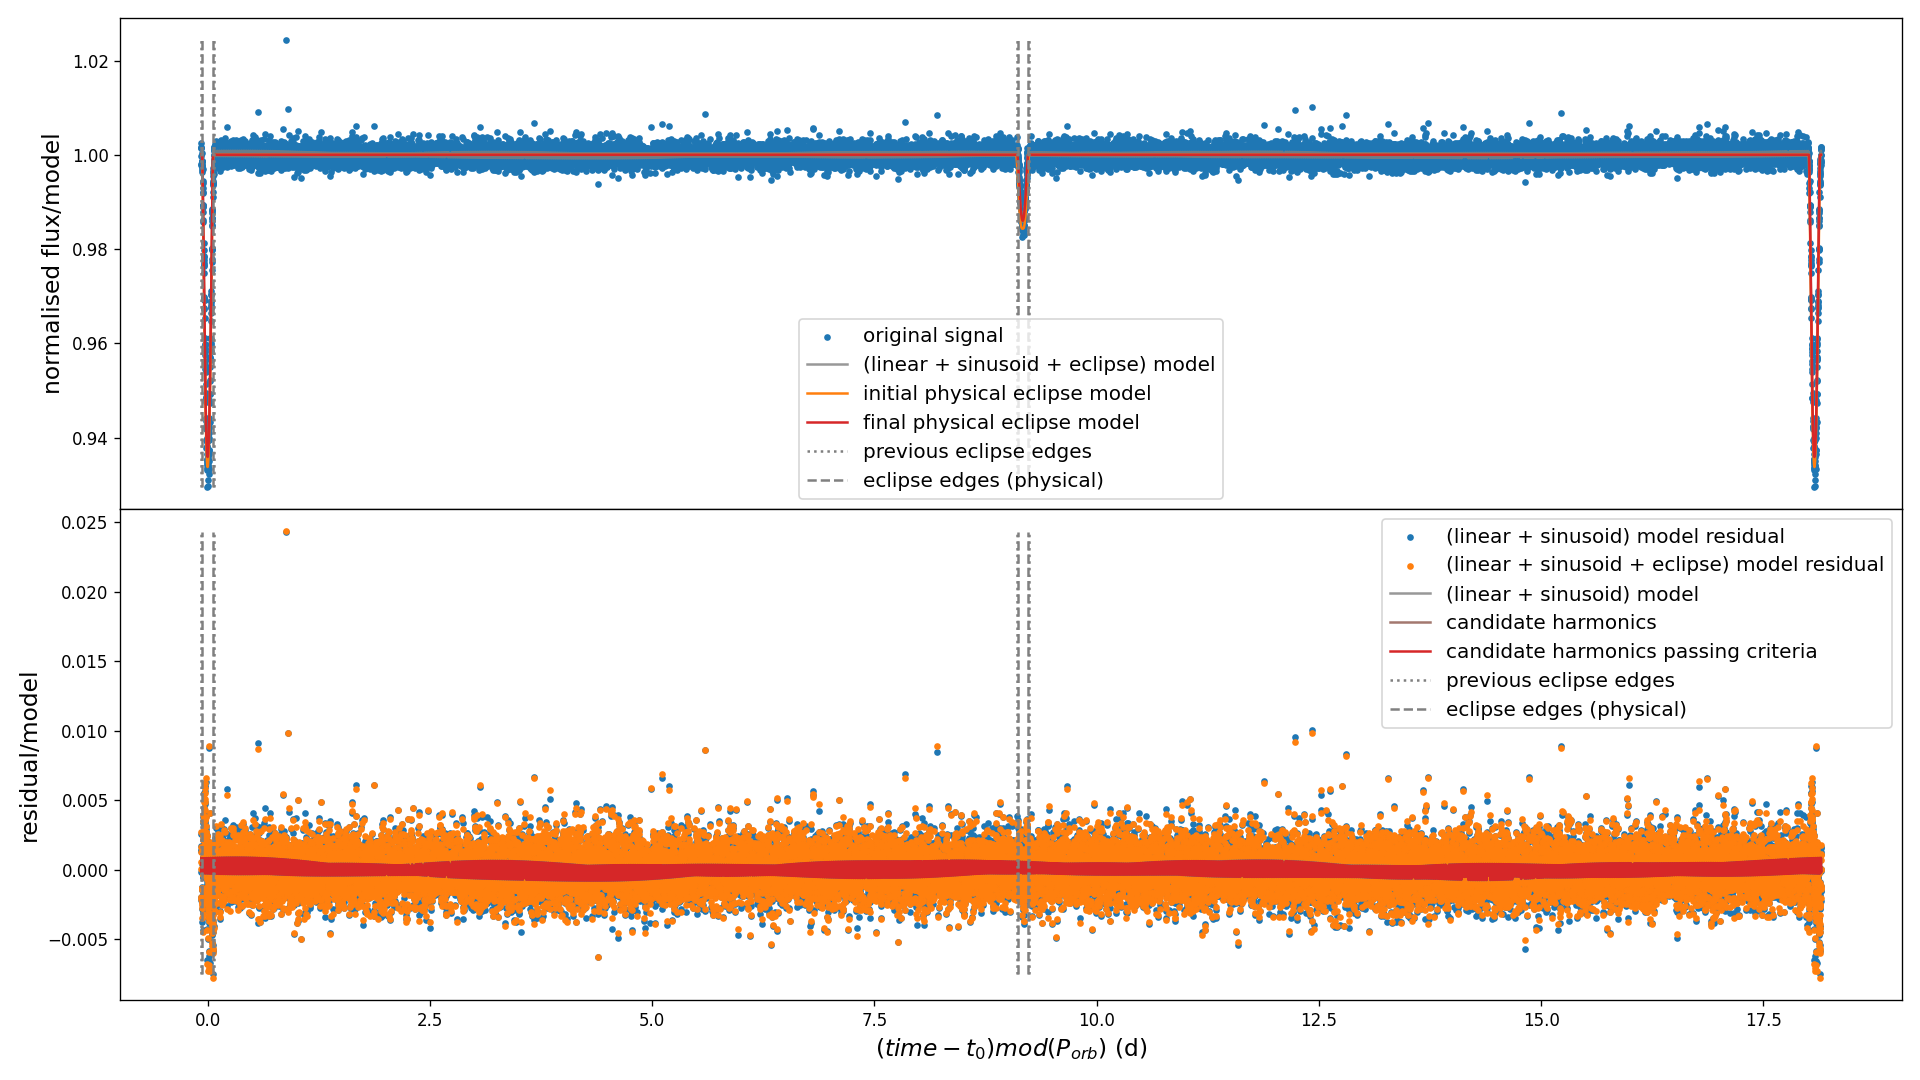 normalised flux/model
1.02
1.00
0.98
0.96
0.94
original signal
(linear + sinusoid + eclipse) model
initial physical eclipse model
final physical eclipse model
previous eclipse edges
eclipse edges (physical)
residual/model
0.025
0.020
0.015
0.010
0.005
0.000
−0.005
(linear + sinusoid) model residual
(linear + sinusoid + eclipse) model residual
(linear + sinusoid) model
candidate harmonics
candidate harmonics passing criteria
previous eclipse edges
eclipse edges (physical)
0.0 2.5 5.0 7.5 10.0 12.5 15.0 17.5
(time − t₀)mod(Pₒᵣb) (d)